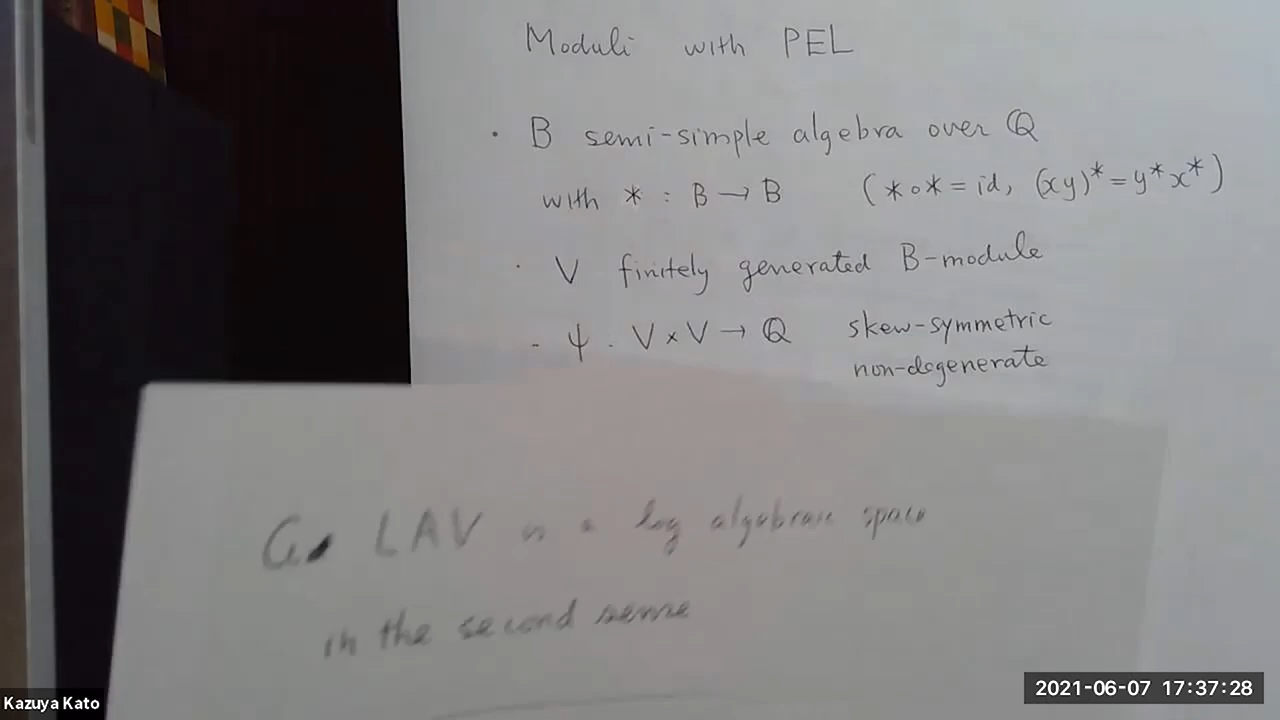 Moduli with PEL
· B semi-simple algebra over ℚ
with * : B → B (*∘* = id, (xy)* = y*x*)
· V finitely generated B-module
- ψ . V × V → ℚ skew-symmetric
non-degenerate
LAV is a log algebraic space
in the second sense
Kazuya Kato
2021-06-07 17:37:28